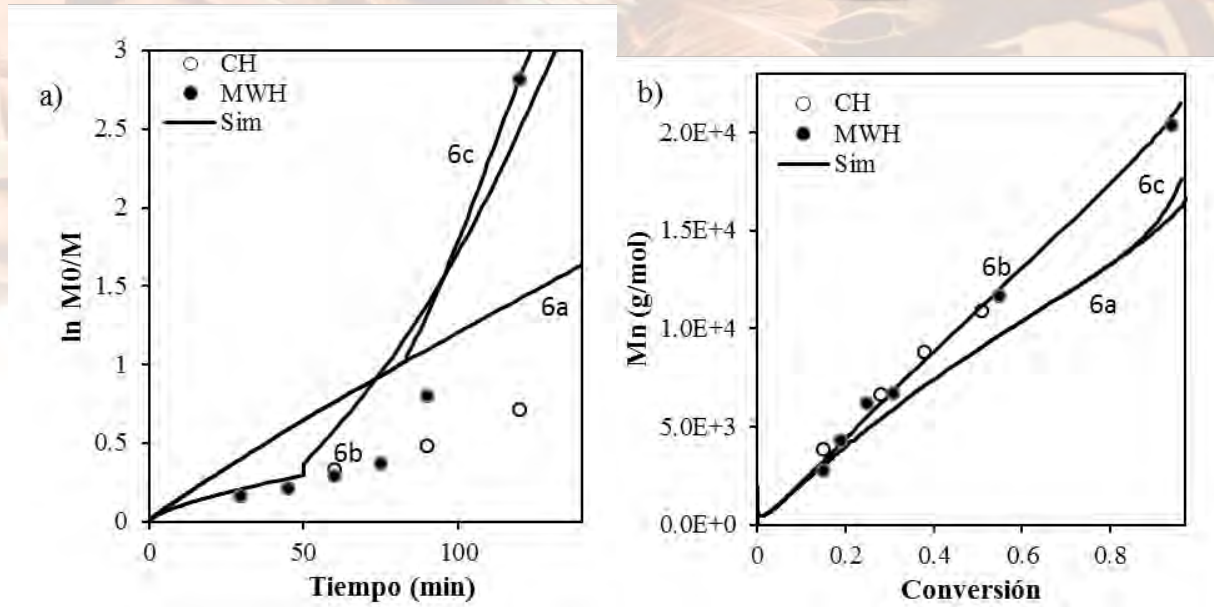 a)
3
2.5
2
1.5
1
0.5
0
ln M0/M
CH
MWH
Sim
6c
6a
6b
0
50
100
Tiempo (min)
b)
2.0E+4
1.5E+4
1.0E+4
5.0E+3
0.0E+0
Mn (g/mol)
CH
MWH
Sim
6c
6b
6a
0
0.2
0.4
0.6
0.8
Conversión